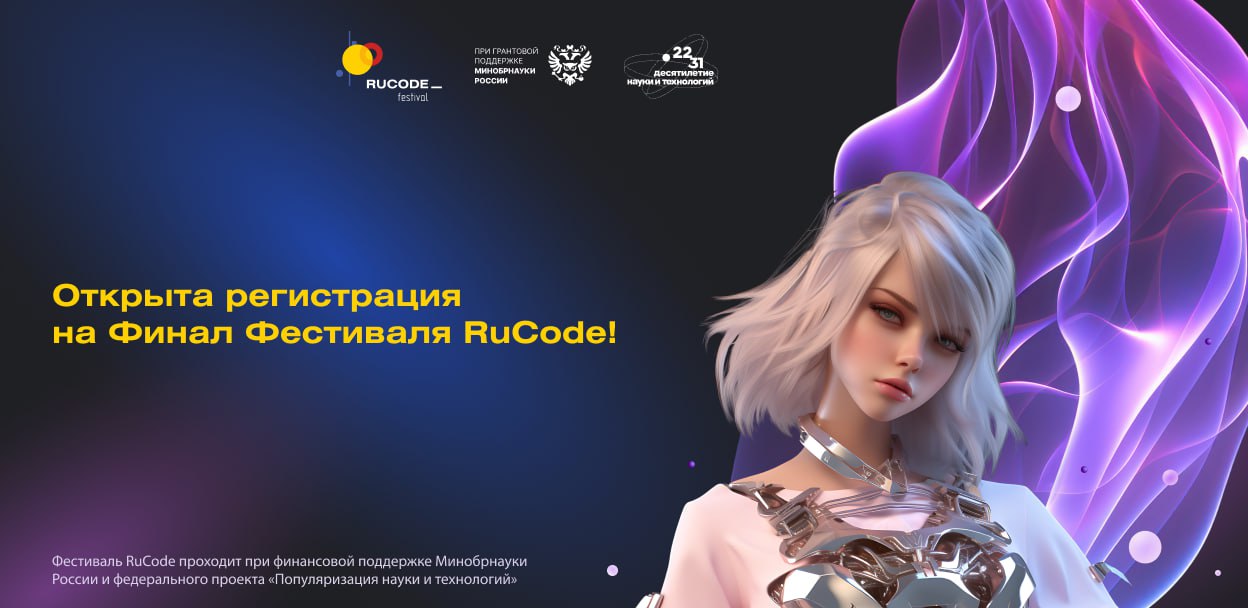 RUCODE_
festival
ПРИ ГРАНТОВОЙ
ПОДДЕРЖКЕ
МИНОБРНАУКИ
РОССИИ
22
31
десятилетие
науки и технологий
Открыта регистрация
на Финал Фестиваля RuCode!
Фестиваль RuCode проходит при финансовой поддержке Минобрнауки
России и федерального проекта «Популяризация науки и технологий»